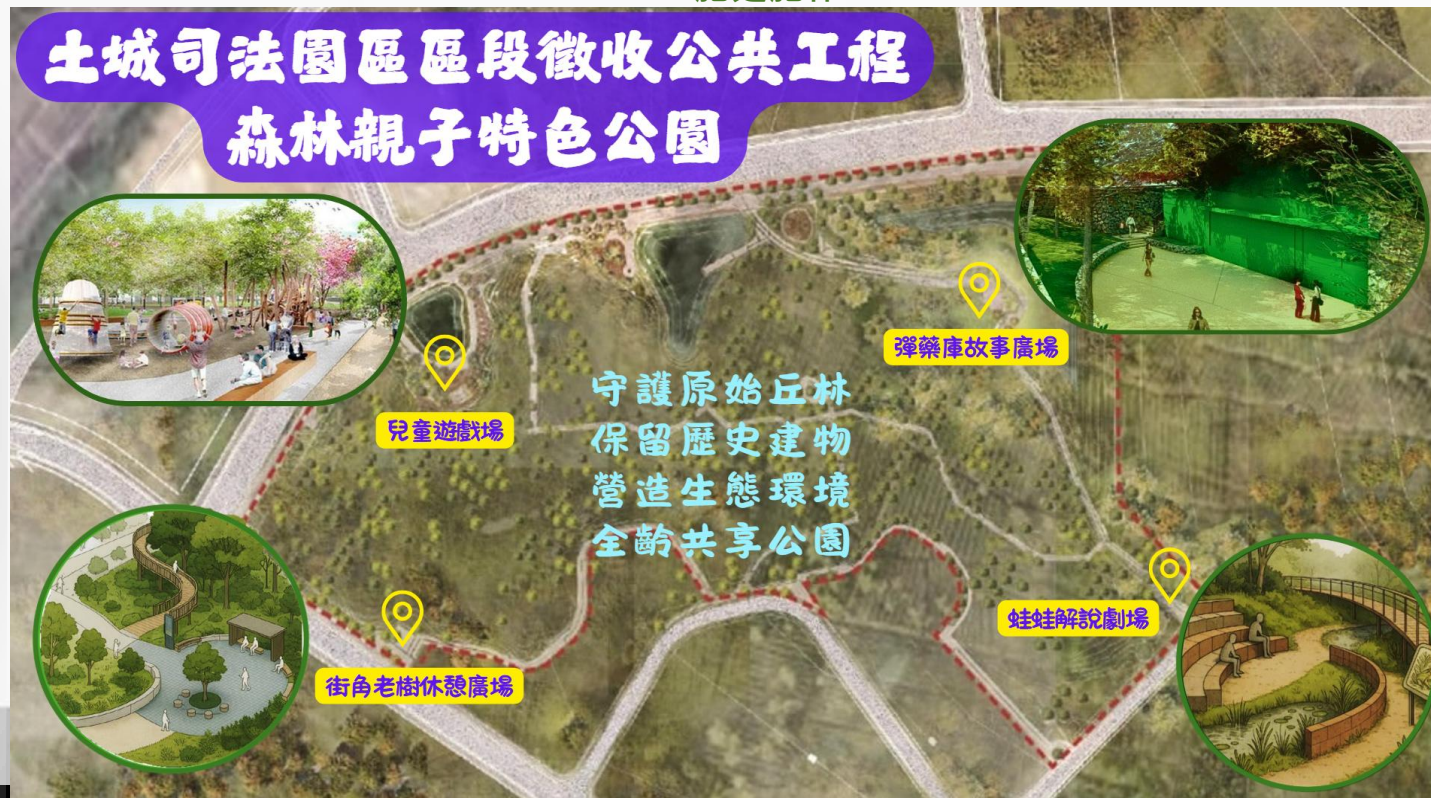 土城司法園區區段徵收公共工程
森林親子特色公園
彈藥庫故事廣場
兒童遊戲場
守護原始丘林
保留歷史建物
營造生態環境
全齡共享公園
蛙蛙解說劇場
街角老樹休憩廣場